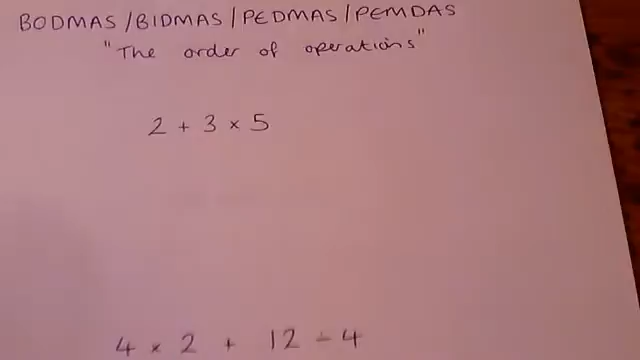 BODMAS/BIDMAS/PEDMAS/PEMDAS
"The order of operations"
2 + 3 × 5
4 × 2 + 12 ÷ 4